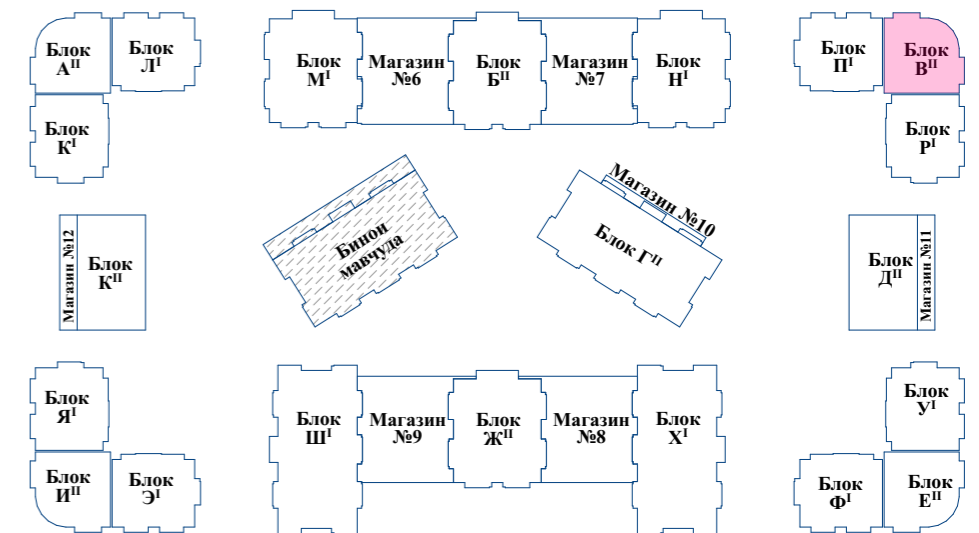 Блок
Аᴵᴵ
Блок
Лᴵ
Блок
Мᴵ
Магазин
№6
Блок
Бᴵᴵ
Магазин
№7
Блок
Нᴵ
Блок
Пᴵ
Блок
Вᴵᴵ
Блок
Кᴵ
Блок
Рᴵ
Магазин №12
Блок
Кᴵᴵ
Бинои
мавчуда
Магазин №10
Блок Гᴵᴵ
Блок
Дᴵᴵ
Магазин №11
Блок
Яᴵ
Блок
Шᴵ
Магазин
№9
Блок
Жᴵᴵ
Магазин
№8
Блок
Хᴵ
Блок
Уᴵ
Блок
Иᴵᴵ
Блок
Эᴵ
Блок
Фᴵ
Блок
Еᴵᴵ